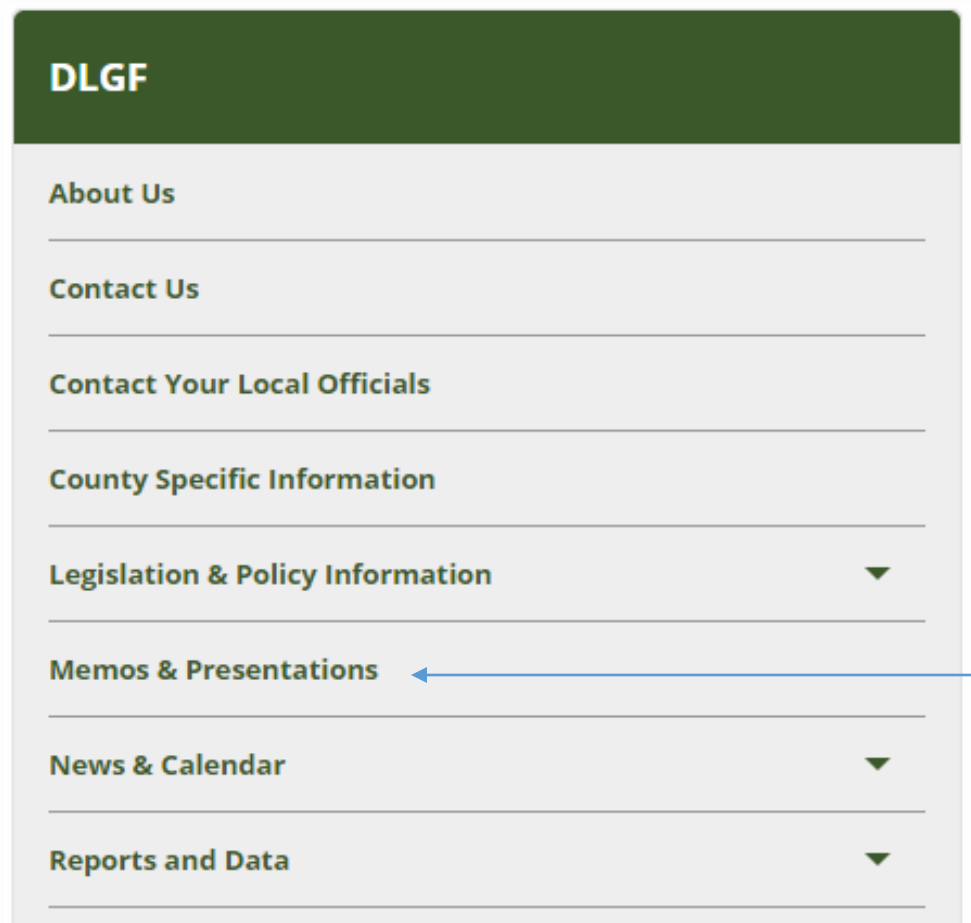 DLGF
About Us
Contact Us
Contact Your Local Officials
County Specific Information
Legislation & Policy Information
Memos & Presentations
News & Calendar
Reports and Data